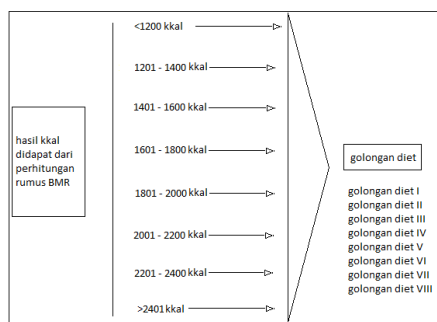 <1200 kkal
1201 - 1400 kkal
1401 - 1600 kkal
1601 - 1800 kkal
1801 - 2000 kkal
2001 - 2200 kkal
2201 - 2400 kkal
>2401 kkal
hasil kkal
didapat dari
perhitungan
rumus BMR
golongan diet
golongan diet I
golongan diet II
golongan diet III
golongan diet IV
golongan diet V
golongan diet VI
golongan diet VII
golongan diet VIII